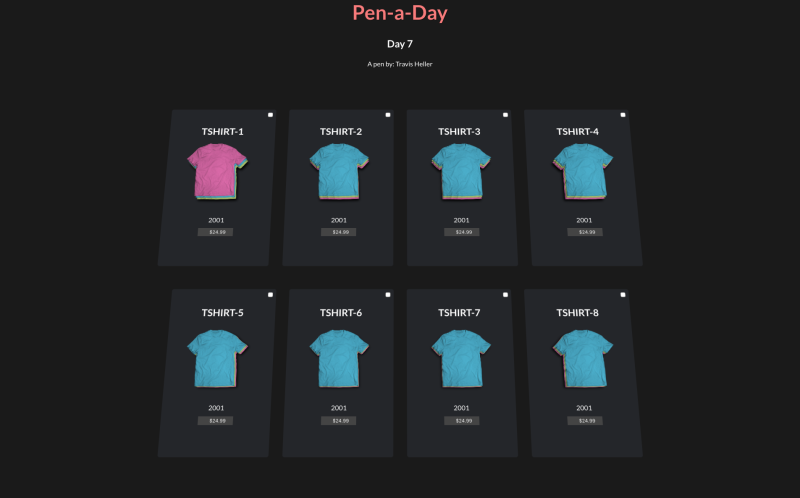 Pen-a-Day
Day 7
A pen by: Travis Heller
TSHIRT-1
2001
$24.99
TSHIRT-2
2001
$24.99
TSHIRT-3
2001
$24.99
TSHIRT-4
2001
$24.99
TSHIRT-5
2001
$24.99
TSHIRT-6
2001
$24.99
TSHIRT-7
2001
$24.99
TSHIRT-8
2001
$24.99